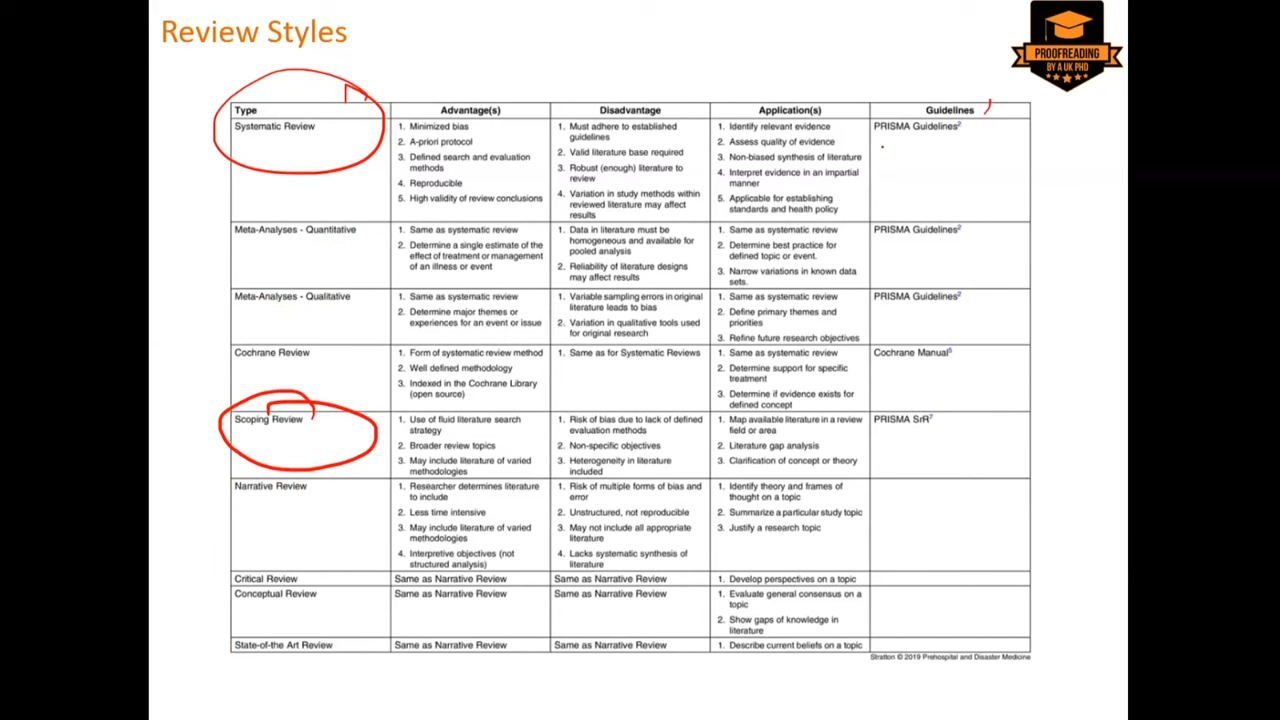 Review Styles
PROOFREADING
BY A UK PHD
Type Advantage(s) Disadvantage Application(s) Guidelines
Systematic Review
1. Minimized bias
2. A-priori protocol
3. Defined search and evaluation
methods
4. Reproducible
5. High validity of review conclusions
1. Must adhere to established
guidelines
2. Valid literature base required
3. Robust (enough) literature to
review
4. Variation in study methods within
reviewed literature may affect
results
1. Identify relevant evidence
2. Assess quality of evidence
3. Non-biased synthesis of literature
4. Interpret evidence in an impartial
manner
5. Applicable for establishing
standards and health policy
PRISMA Guidelines²
Meta-Analyses - Quantitative
1. Same as systematic review
2. Determine a single estimate of the
effect of treatment or management
of an illness or event
1. Data in literature must be
homogeneous and available for
pooled analysis
2. Reliability of literature designs
may affect results
1. Same as systematic review
2. Determine best practice for
defined topic or event.
3. Narrow variations in known data
sets.
PRISMA Guidelines²
Meta-Analyses - Qualitative
1. Same as systematic review
2. Determine major themes or
experiences for an event or issue
1. Variable sampling errors in original
literature leads to bias
2. Variation in qualitative tools used
for original research
1. Same as systematic review
2. Define primary themes and
priorities
3. Refine future research objectives
PRISMA Guidelines²
Cochrane Review
1. Form of systematic review method
2. Well defined methodology
3. Indexed in the Cochrane Library
(open source)
1. Same as for Systematic Reviews
1. Same as systematic review
2. Determine support for specific
treatment
3. Determine if evidence exists for
defined concept
Cochrane Manual⁶
Scoping Review
1. Use of fluid literature search
strategy
2. Broader review topics
3. May include literature of varied
methodologies
1. Risk of bias due to lack of defined
evaluation methods
2. Non-specific objectives
3. Heterogeneity in literature
included
1. Map available literature in a review
field or area
2. Literature gap analysis
3. Clarification of concept or theory
PRISMA SrR⁷
Narrative Review
1. Researcher determines literature
to include
2. Less time intensive
3. May include literature of varied
methodologies
4. Interpretive objectives (not
structured analysis)
1. Risk of multiple forms of bias and
error
2. Unstructured, not reproducible
3. May not include all appropriate
literature
4. Lacks systematic synthesis of
literature
1. Identify theory and frames of
thought on a topic
2. Summarize a particular study topic
3. Justify a research topic
Critical Review
Same as Narrative Review
Same as Narrative Review
1. Develop perspectives on a topic
Conceptual Review
Same as Narrative Review
Same as Narrative Review
1. Evaluate general consensus on a
topic
2. Show gaps of knowledge in
literature
State-of-the Art Review
Same as Narrative Review
Same as Narrative Review
1. Describe current beliefs on a topic
Stratton © 2019 Prehospital and Disaster Medicine